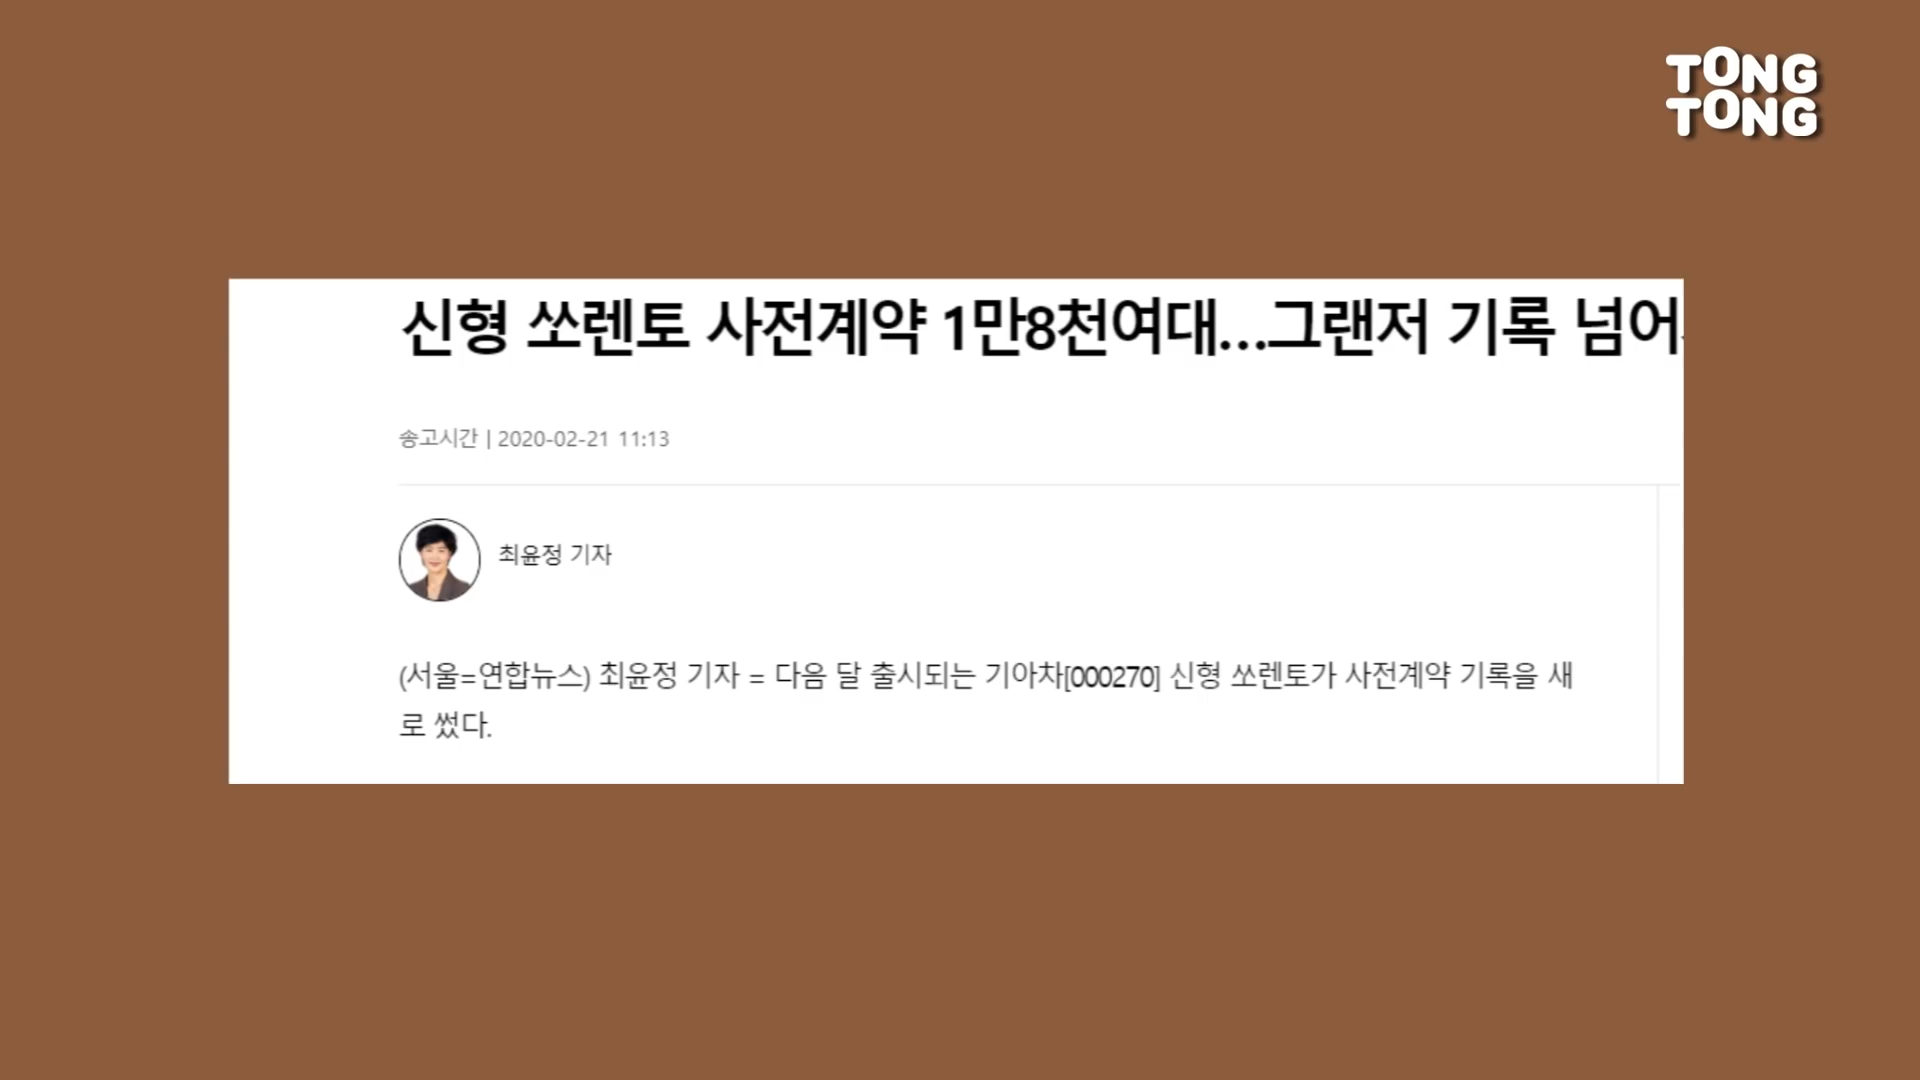 TONG
TONG
신형 쏘렌토 사전계약 1만8천여대...그랜저 기록 넘어
송고시간 | 2020-02-21 11:13
최윤정 기자
(서울=연합뉴스) 최윤정 기자 = 다음 달 출시되는 기아차[000270] 신형 쏘렌토가 사전계약 기록을 새
로 썼다.